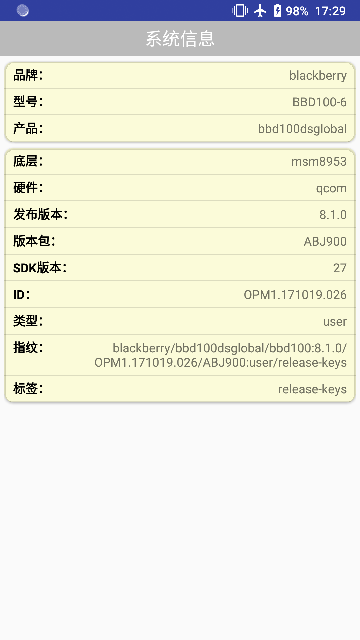 98% 17:29
系统信息
品牌: blackberry
型号: BBD100-6
产品: bbd100dsglobal
底层: msm8953
硬件: qcom
发布版本: 8.1.0
版本包: ABJ900
SDK版本: 27
ID: OPM1.171019.026
类型: user
指纹: blackberry/bbd100dsglobal/bbd100:8.1.0/
OPM1.171019.026/ABJ900:user/release-keys
标签: release-keys